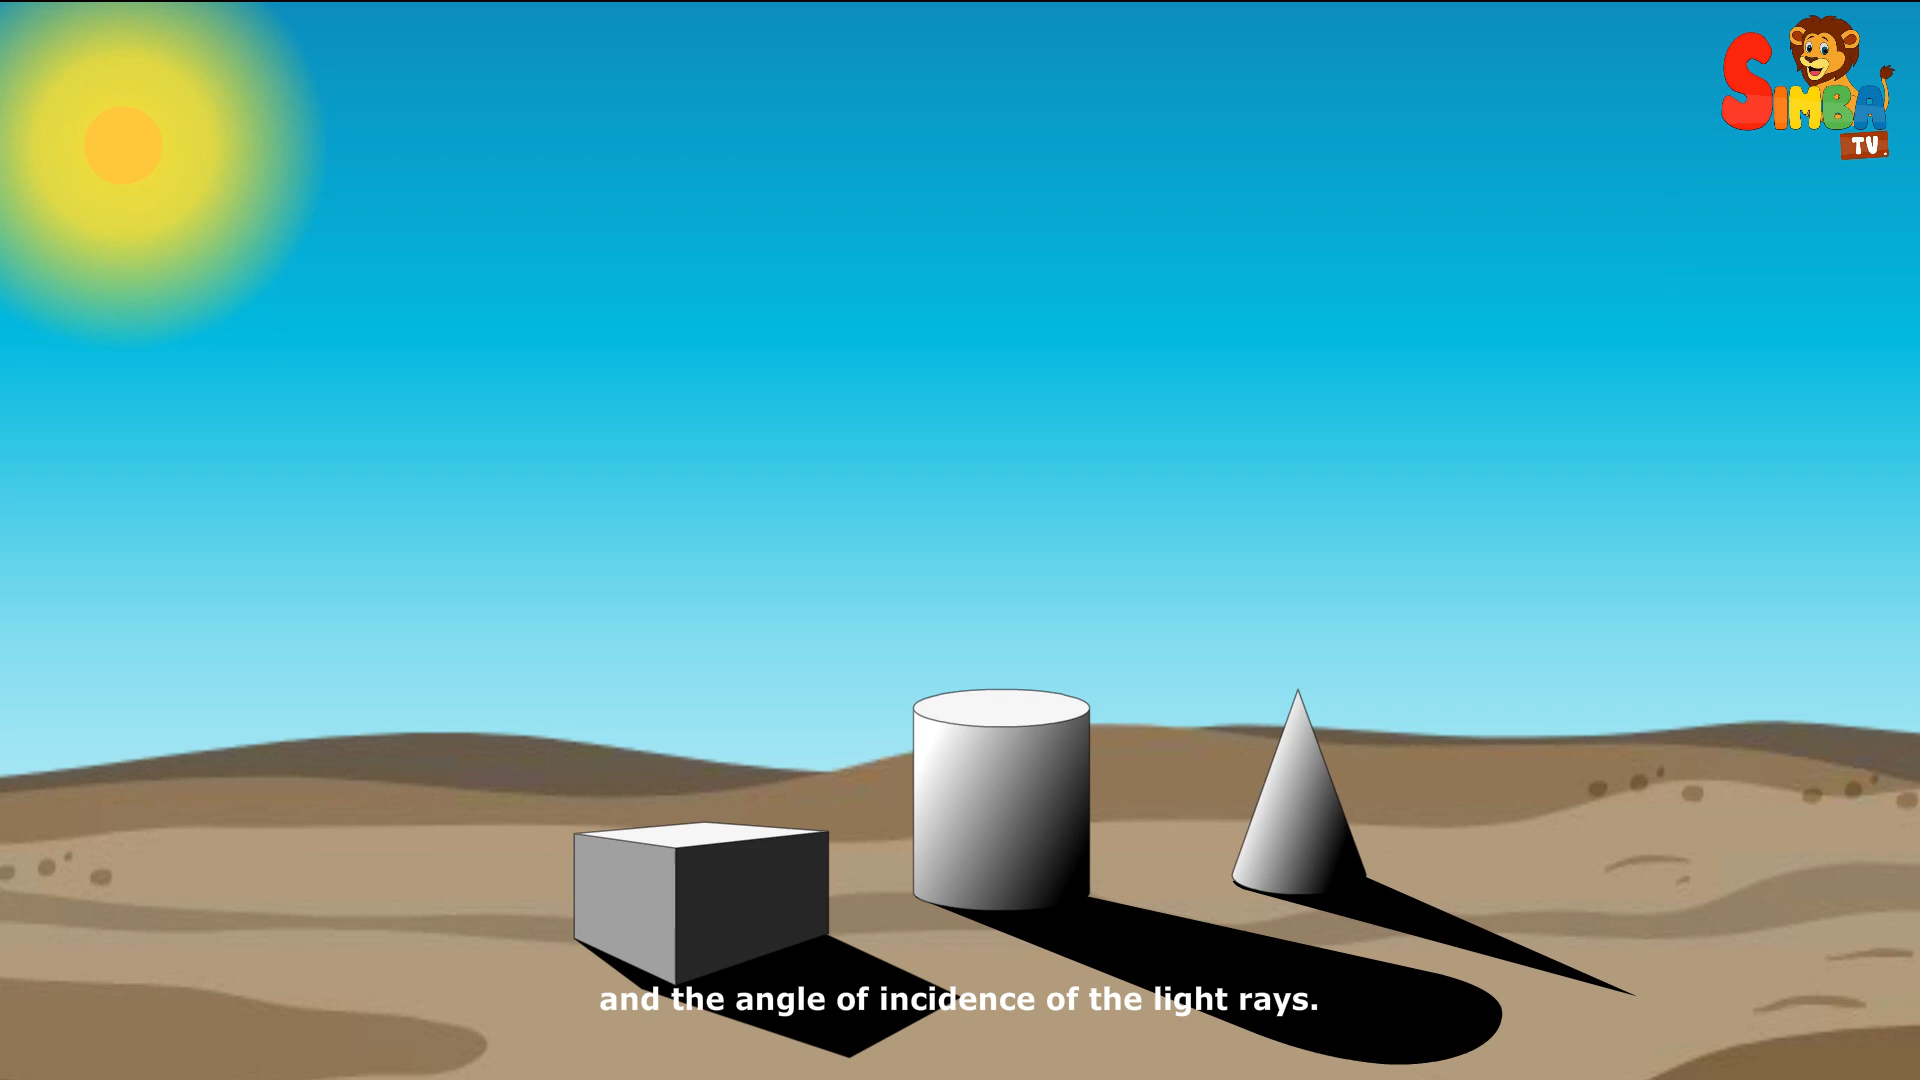 SIMBA
TV.
and the angle of incidence of the light rays.